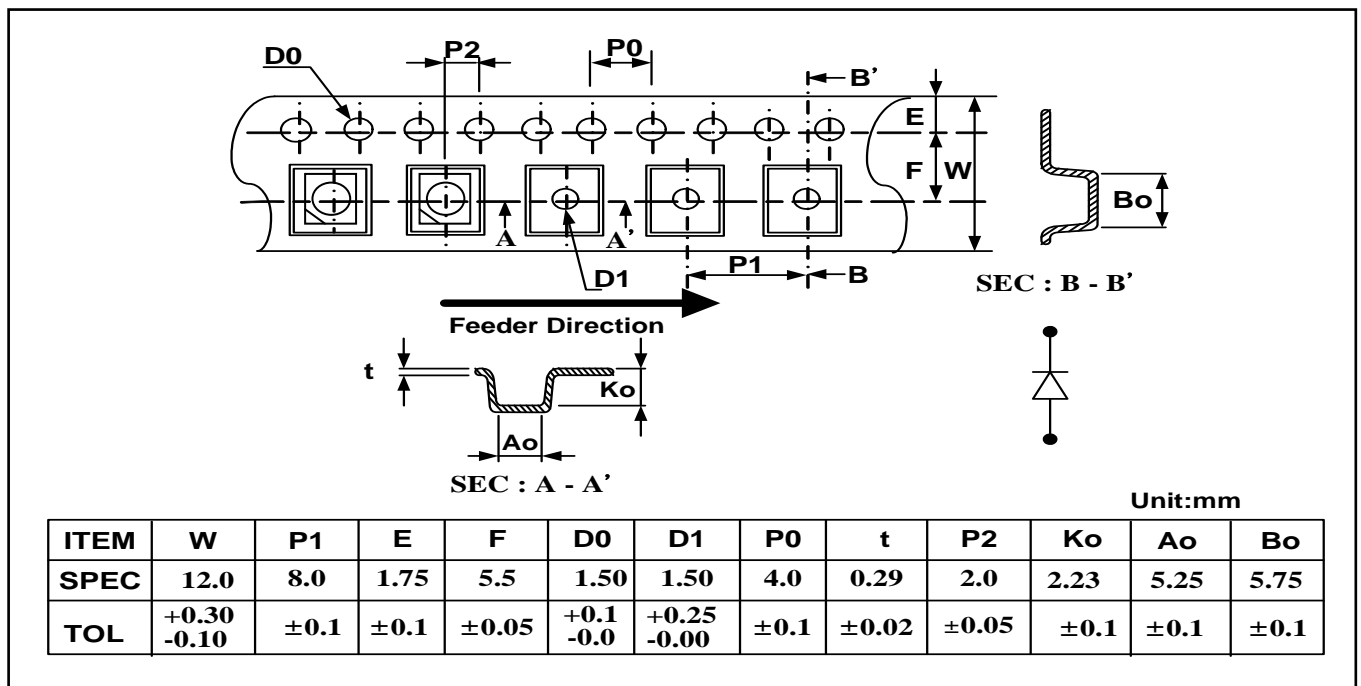 D0 P2 P0 B'
E
F W
A A'
D1 P1 B
Bo
SEC : B - B'
Feeder Direction
t
Ko
Ao
SEC : A - A'
Unit:mm
ITEM W P1 E F D0 D1 P0 t P2 Ko Ao Bo
SPEC 12.0 8.0 1.75 5.5 1.50 1.50 4.0 0.29 2.0 2.23 5.25 5.75
TOL +0.30 -0.10 ±0.1 ±0.1 ±0.05 +0.1 -0.0 +0.25 -0.00 ±0.1 ±0.02 ±0.05 ±0.1 ±0.1 ±0.1